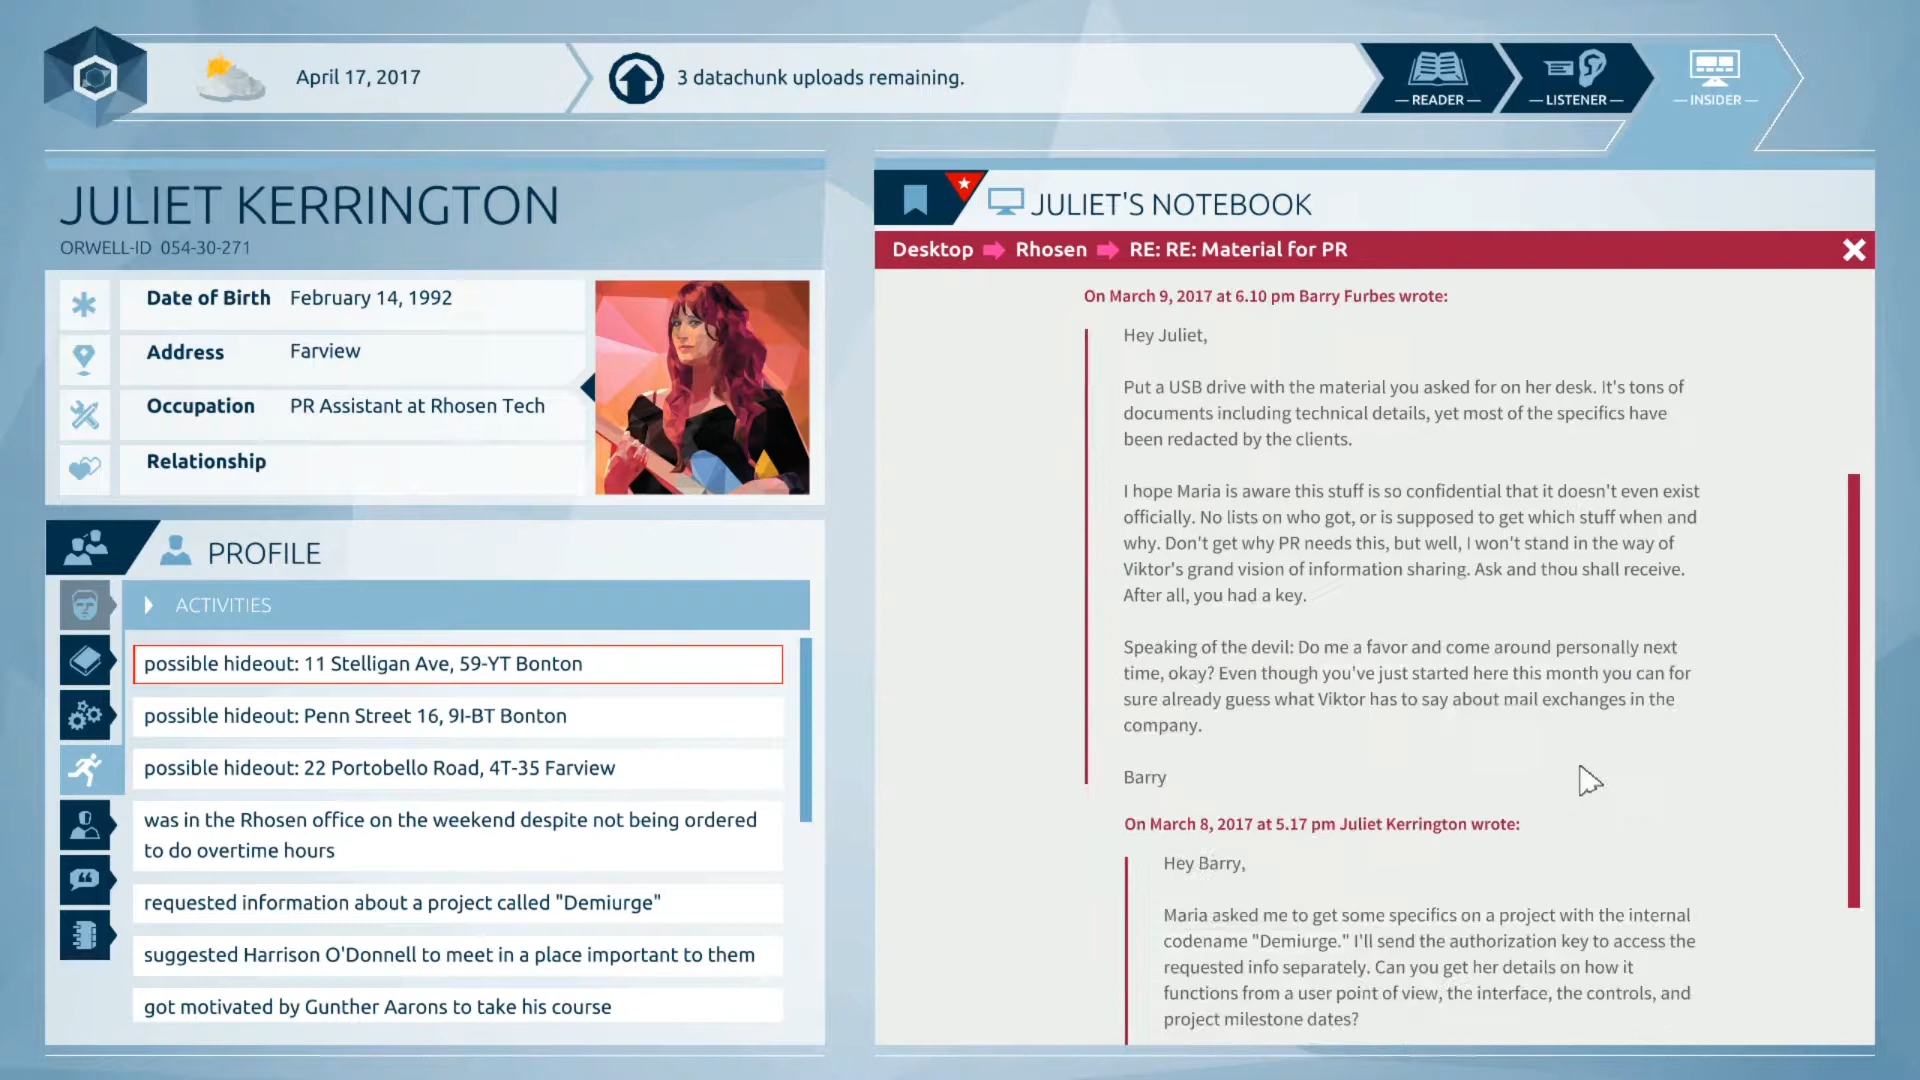 April 17, 2017
3 datachunk uploads remaining.
READER
LISTENER
INSIDER
JULIET KERRINGTON
ORWELL-ID 054-30-271
Date of Birth February 14, 1992
Address Farview
Occupation PR Assistant at Rhosen Tech
Relationship
PROFILE
ACTIVITIES
possible hideout: 11 Stelligan Ave, 59-YT Bonton
possible hideout: Penn Street 16, 9I-BT Bonton
possible hideout: 22 Portobello Road, 4T-35 Farview
was in the Rhosen office on the weekend despite not being ordered
to do overtime hours
requested information about a project called "Demiurge"
suggested Harrison O'Donnell to meet in a place important to them
got motivated by Gunther Aarons to take his course
JULIET'S NOTEBOOK
Desktop Rhosen RE: RE: Material for PR
On March 9, 2017 at 6.10 pm Barry Furbes wrote:
Hey Juliet,
Put a USB drive with the material you asked for on her desk. It's tons of
documents including technical details, yet most of the specifics have
been redacted by the clients.
I hope Maria is aware this stuff is so confidential that it doesn't even exist
officially. No lists on who got, or is supposed to get which stuff when and
why. Don't get why PR needs this, but well, I won't stand in the way of
Viktor's grand vision of information sharing. Ask and thou shall receive.
After all, you had a key.
Speaking of the devil: Do me a favor and come around personally next
time, okay? Even though you've just started here this month you can for
sure already guess what Viktor has to say about mail exchanges in the
company.
Barry
On March 8, 2017 at 5.17 pm Juliet Kerrington wrote:
Hey Barry,
Maria asked me to get some specifics on a project with the internal
codename "Demiurge." I'll send the authorization key to access the
requested info separately. Can you get her details on how it
functions from a user point of view, the interface, the controls, and
project milestone dates?